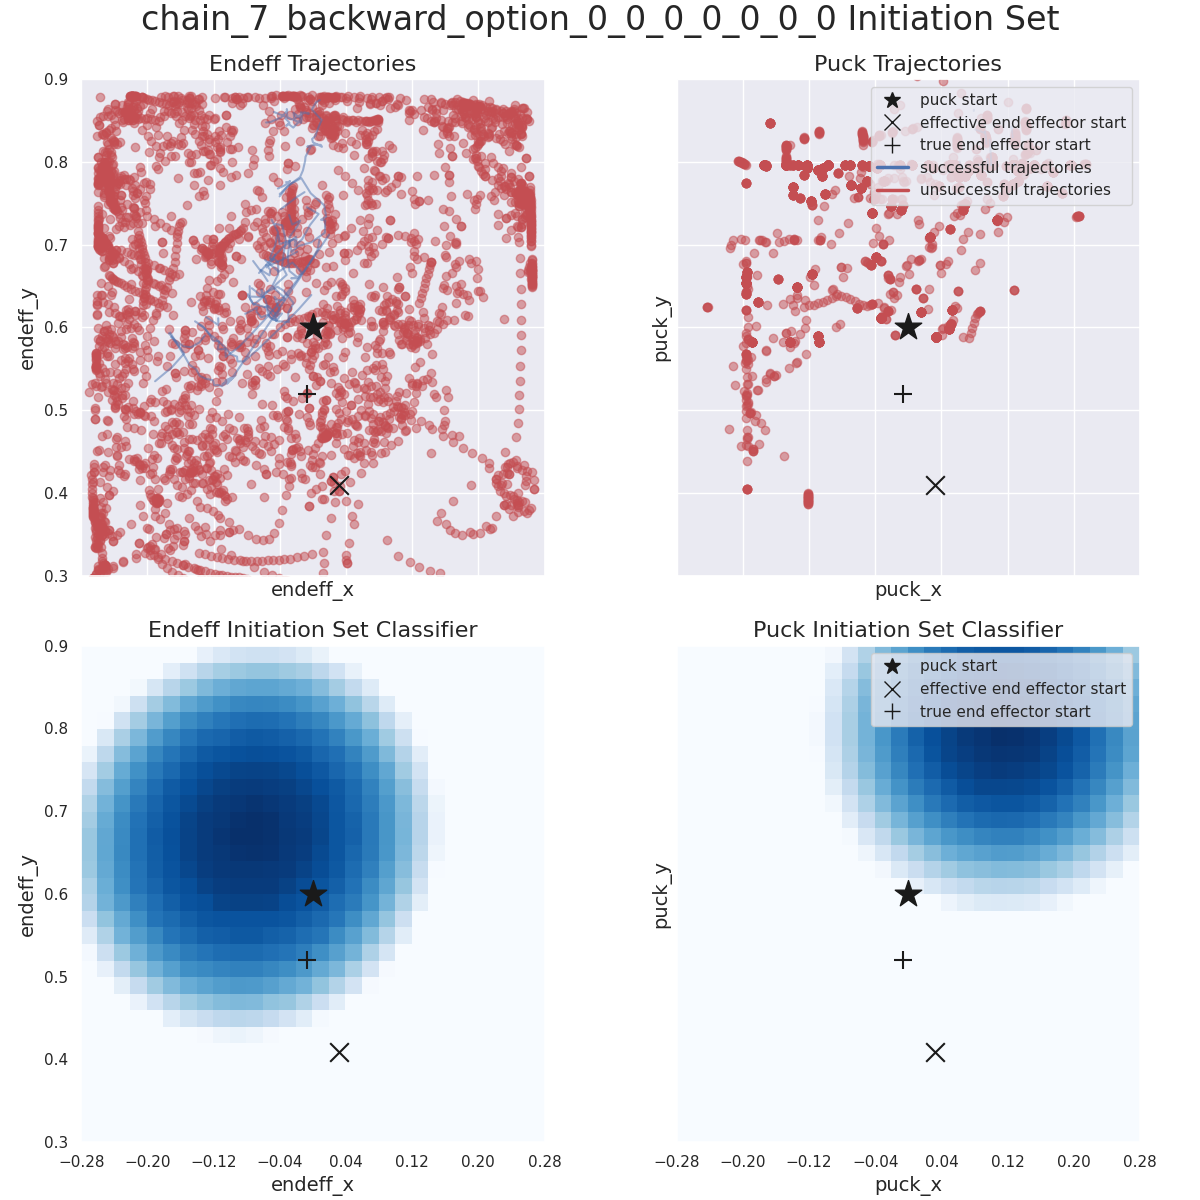 chain_7_backward_option_0_0_0_0_0_0_0 Initiation Set
Endeff Trajectories
0.9
0.8
0.7
0.6
0.5
0.4
0.3
endeff_y
endeff_x
Puck Trajectories
puck start
effective end effector start
true end effector start
successful trajectories
unsuccessful trajectories
puck_y
puck_x
Endeff Initiation Set Classifier
0.9
0.8
0.7
0.6
0.5
0.4
0.3
endeff_y
−0.28 −0.20 −0.12 −0.04 0.04 0.12 0.20 0.28
endeff_x
Puck Initiation Set Classifier
puck start
effective end effector start
true end effector start
puck_y
−0.28 −0.20 −0.12 −0.04 0.04 0.12 0.20 0.28
puck_x